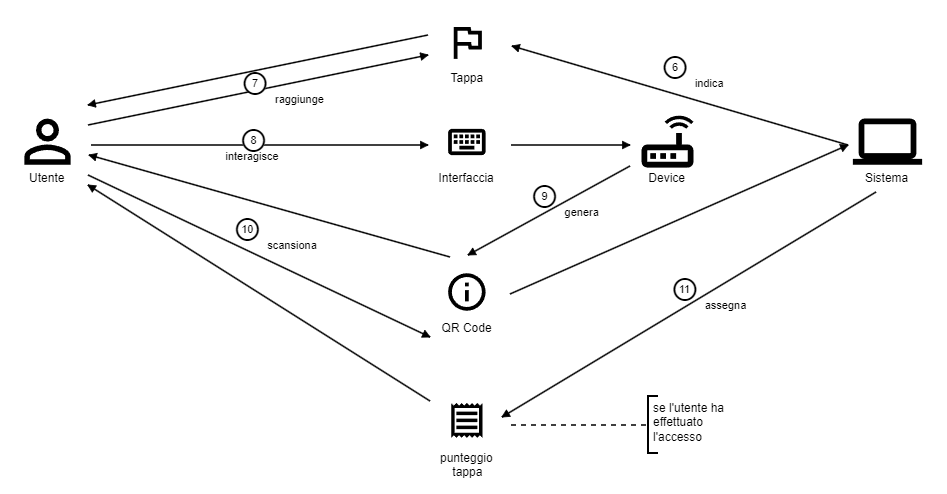 Tappa
6
indica
7
raggiunge
8
interagisce
Utente
Interfaccia
Device
Sistema
9
genera
10
scansiona
QR Code
11
assegna
se l'utente ha
effettuato
l'accesso
punteggio
tappa